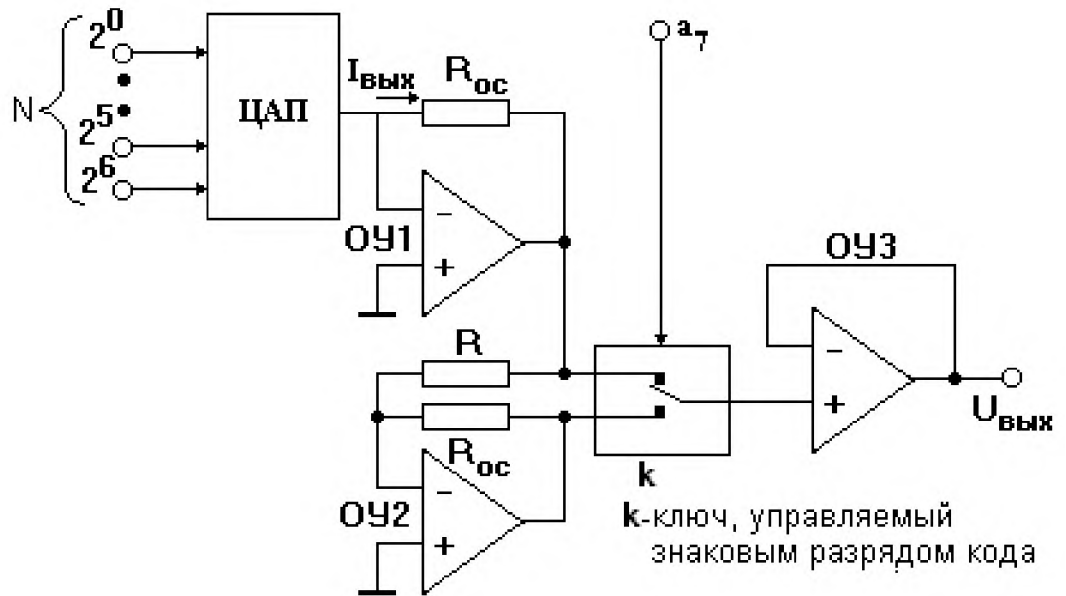 2⁰
N
2⁵
2⁶
ЦАП
Iвых
Rос
a₇
−
+
ОУ1
ОУ3
R
Rос
−
+
Uвых
−
+
ОУ2
k
k-ключ, управляемый
знаковым разрядом кода